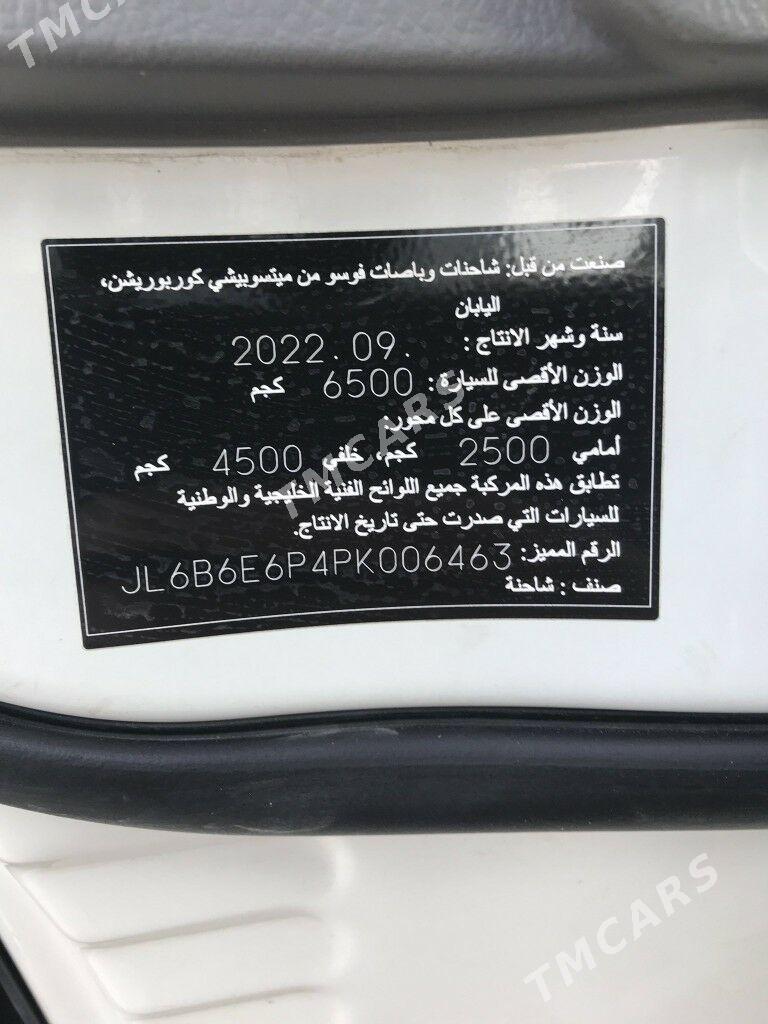 TMCARS
صنعت من قبل: شاحنات وباصات فوسو من ميتسوبيشي كوربوريشن،
اليابان
سنة وشهر الانتاج : 2022.09.
الوزن الأقصى للسيارة: 6500 كجم
الوزن الأقصى على كل محور:
أمامي 2500 كجم، خلفي 4500 كجم
تطابق هذه المركبة جميع اللوائح الفنية الخليجية والوطنية
للسيارات التي صدرت حتى تاريخ الانتاج.
الرقم المميز: JL6B6E6P4PK006463
صنف : شاحنة
TMCARS
TMCARS